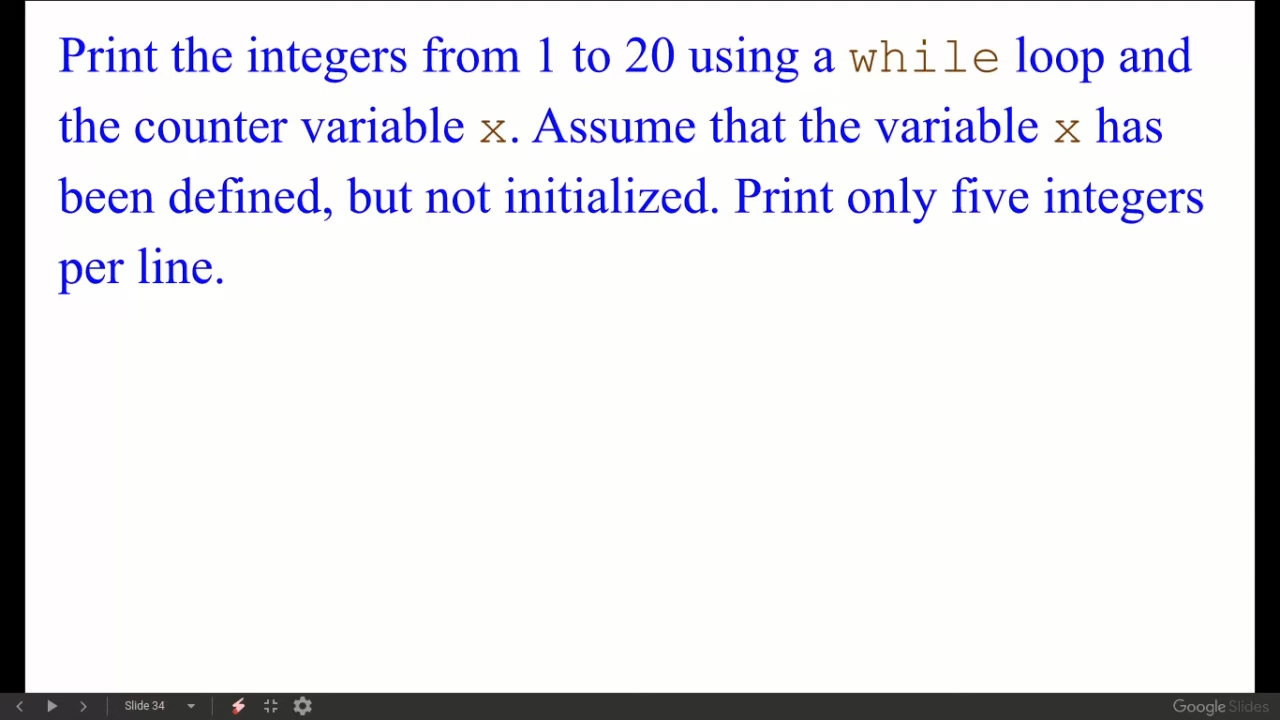 Print the integers from 1 to 20 using a while loop and
the counter variable x. Assume that the variable x has
been defined, but not initialized. Print only five integers
per line.
Slide 34
Google Slides